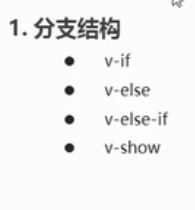 1. 分支结构
● v-if
● v-else
● v-else-if
● v-show